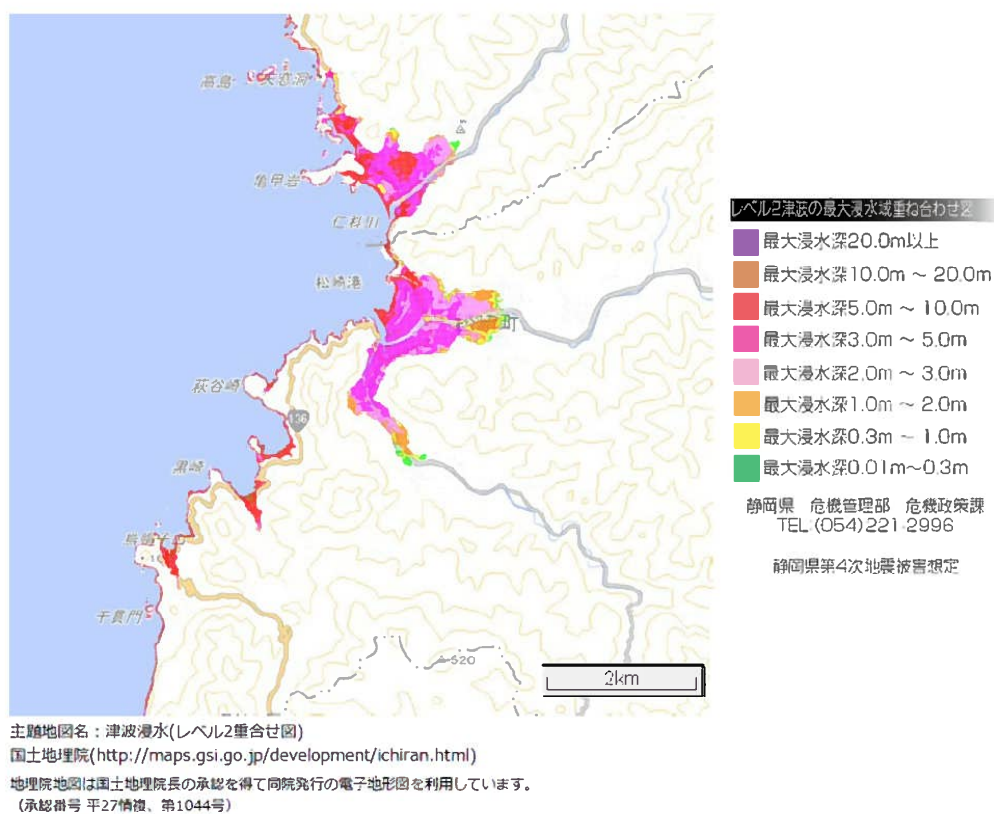 高島
天窓洞
亀甲岩
仁科川
松崎港
町
萩谷崎
136
黒崎
烏帽子山
千貫門
520
2km
レベル2津波の最大浸水域重ね合わせ図
最大浸水深20.0m以上
最大浸水深10.0m ～ 20.0m
最大浸水深5.0m ～ 10.0m
最大浸水深3.0m ～ 5.0m
最大浸水深2.0m ～ 3.0m
最大浸水深1.0m ～ 2.0m
最大浸水深0.3m ～ 1.0m
最大浸水深0.01m～0.3m
静岡県 危機管理部 危機政策課
TEL (054)221-2996
静岡県第4次地震被害想定
主題地図名：津波浸水(レベル2重合せ図)
国土地理院(http://maps.gsi.go.jp/development/ichiran.html)
地理院地図は国土地理院長の承認を得て同院発行の電子地形図を利用しています。
（承認番号 平27情複、第1044号）